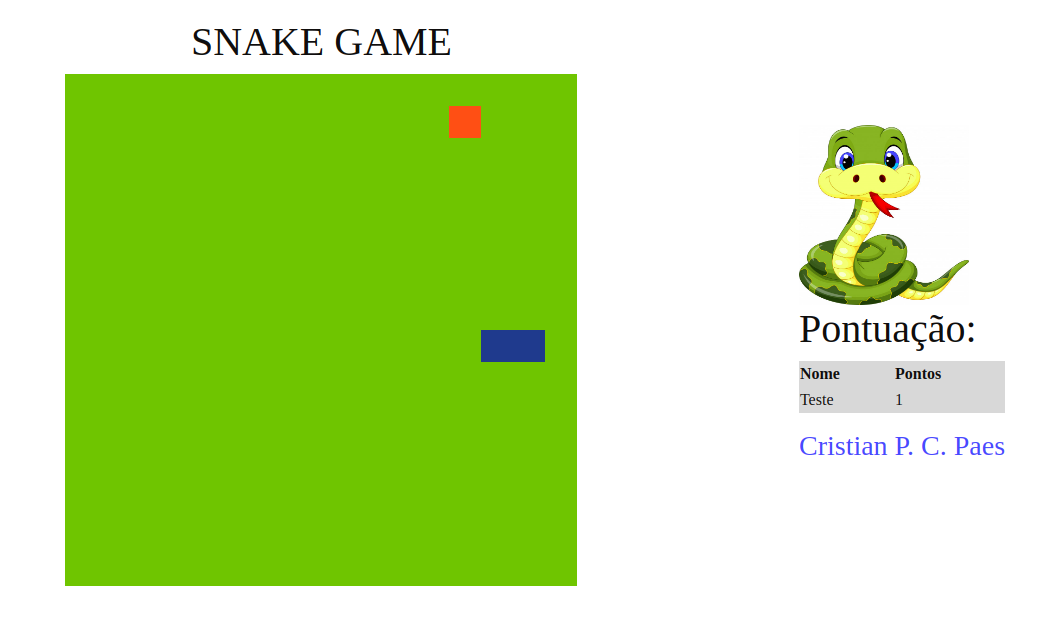 SNAKE GAME
Pontuação:
Nome Pontos
Teste 1
Cristian P. C. Paes